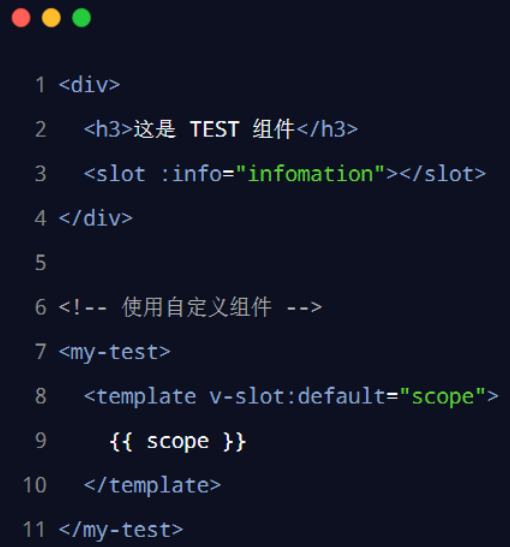 1 <div>
2   <h3>这是 TEST 组件</h3>
3   <slot :info="infomation"></slot>
4 </div>
5
6 <!-- 使用自定义组件 -->
7 <my-test>
8   <template v-slot:default="scope">
9     {{ scope }}
10   </template>
11 </my-test>